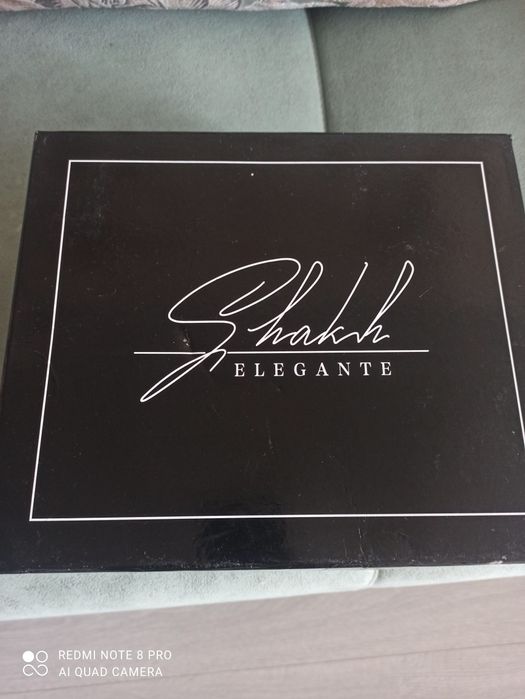 Shakh
ELEGANTE
REDMI NOTE 8 PRO
AI QUAD CAMERA